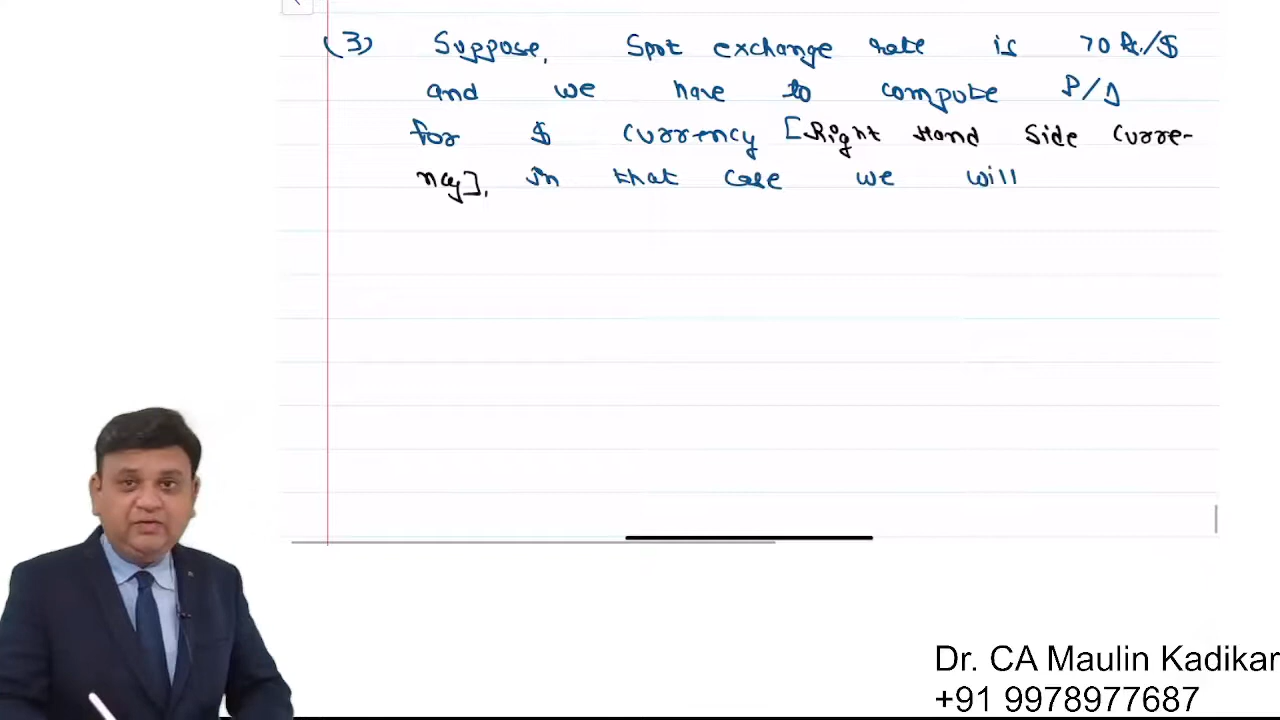 (3) Suppose, Spot exchange rate is 70 Rs./$
and we have to compute P/D
for $ currency [Right Hand Side Curre-
ncy], in that case we will
Dr. CA Maulin Kadikar
+91 9978977687